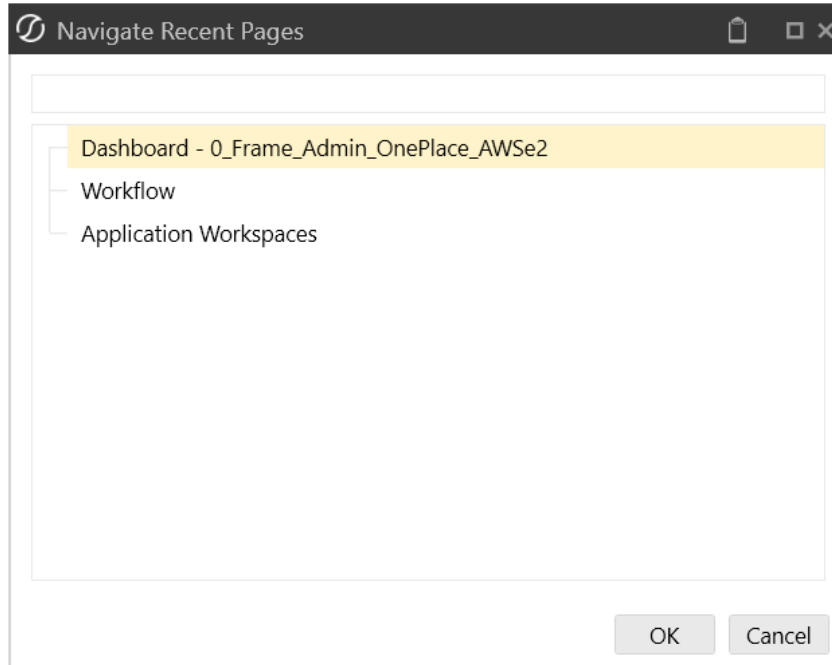 Navigate Recent Pages
Dashboard - 0_Frame_Admin_OnePlace_AWSe2
Workflow
Application Workspaces
OK
Cancel